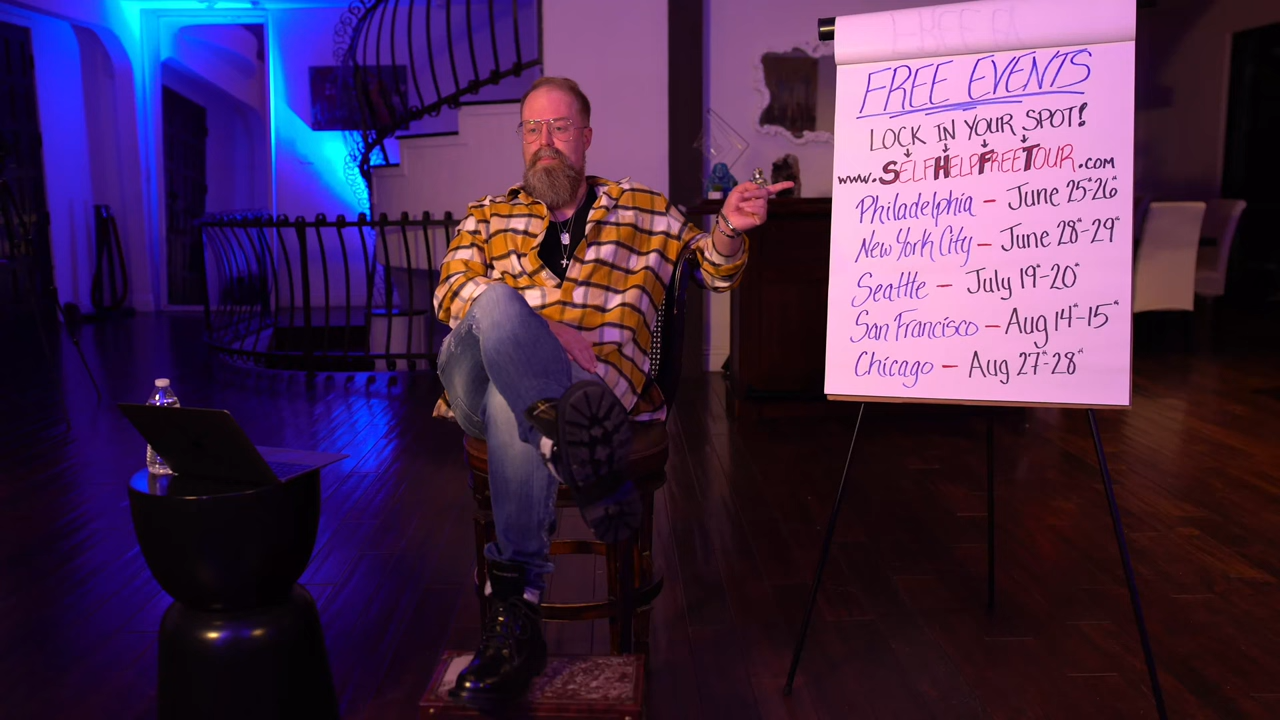 FREE EVENTS
LOCK IN YOUR SPOT!
www.SELFHELPFREETOUR.com
Philadelphia - June 25th-26th
New York City - June 28th-29th
Seattle - July 19th-20th
San Francisco - Aug 14th-15th
Chicago - Aug 27th-28th